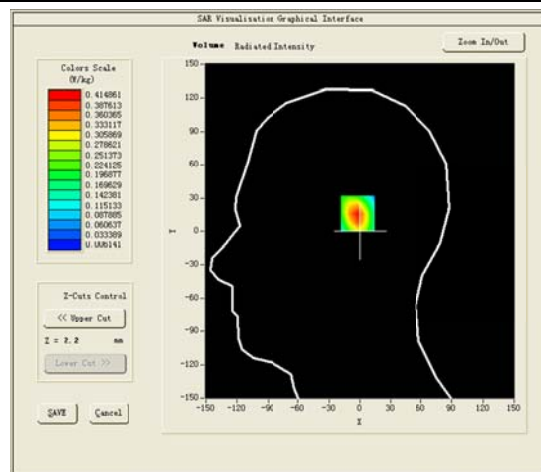 SAR Visualisation Graphical Interface
Volume Radiated Intensity
Zoom In/Out
Colors Scale
(W/kg)
0.414861
0.387613
0.360365
0.333117
0.305869
0.278621
0.251373
0.224125
0.196877
0.169629
0.142381
0.115133
0.087885
0.060637
0.033389
0.006141
Z-Cuts Control
<< Upper Cut
Z = 2.2 mm
Lower Cut >>
SAVE Cancel
150
120
90
60
30
0
-30
-60
-90
-120
-150
Y
-150 -120 -90 -60 -30 0 30 60 90 120 150
X